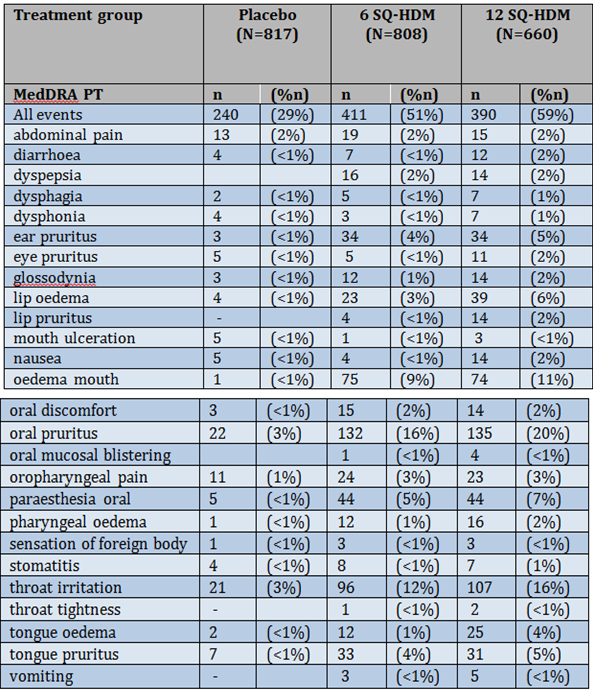 Treatment group Placebo (N=817) 6 SQ-HDM (N=808) 12 SQ-HDM (N=660)
MedDRA PT n (%n) n (%n) n (%n)
All events 240 (29%) 411 (51%) 390 (59%)
abdominal pain 13 (2%) 19 (2%) 15 (2%)
diarrhoea 4 (<1%) 7 (<1%) 12 (2%)
dyspepsia 16 (2%) 14 (2%)
dysphagia 2 (<1%) 5 (<1%) 7 (1%)
dysphonia 4 (<1%) 3 (<1%) 7 (1%)
ear pruritus 3 (<1%) 34 (4%) 34 (5%)
eye pruritus 5 (<1%) 5 (<1%) 11 (2%)
glossodynia 3 (<1%) 12 (1%) 14 (2%)
lip oedema 4 (<1%) 23 (3%) 39 (6%)
lip pruritus - 4 (<1%) 14 (2%)
mouth ulceration 5 (<1%) 1 (<1%) 3 (<1%)
nausea 5 (<1%) 4 (<1%) 14 (2%)
oedema mouth 1 (<1%) 75 (9%) 74 (11%)
oral discomfort 3 (<1%) 15 (2%) 14 (2%)
oral pruritus 22 (3%) 132 (16%) 135 (20%)
oral mucosal blistering 1 (<1%) 4 (<1%)
oropharyngeal pain 11 (1%) 24 (3%) 23 (3%)
paraesthesia oral 5 (<1%) 44 (5%) 44 (7%)
pharyngeal oedema 1 (<1%) 12 (1%) 16 (2%)
sensation of foreign body 1 (<1%) 3 (<1%) 3 (<1%)
stomatitis 4 (<1%) 8 (<1%) 7 (1%)
throat irritation 21 (3%) 96 (12%) 107 (16%)
throat tightness - 1 (<1%) 2 (<1%)
tongue oedema 2 (<1%) 12 (1%) 25 (4%)
tongue pruritus 7 (<1%) 33 (4%) 31 (5%)
vomiting - 3 (<1%) 5 (<1%)